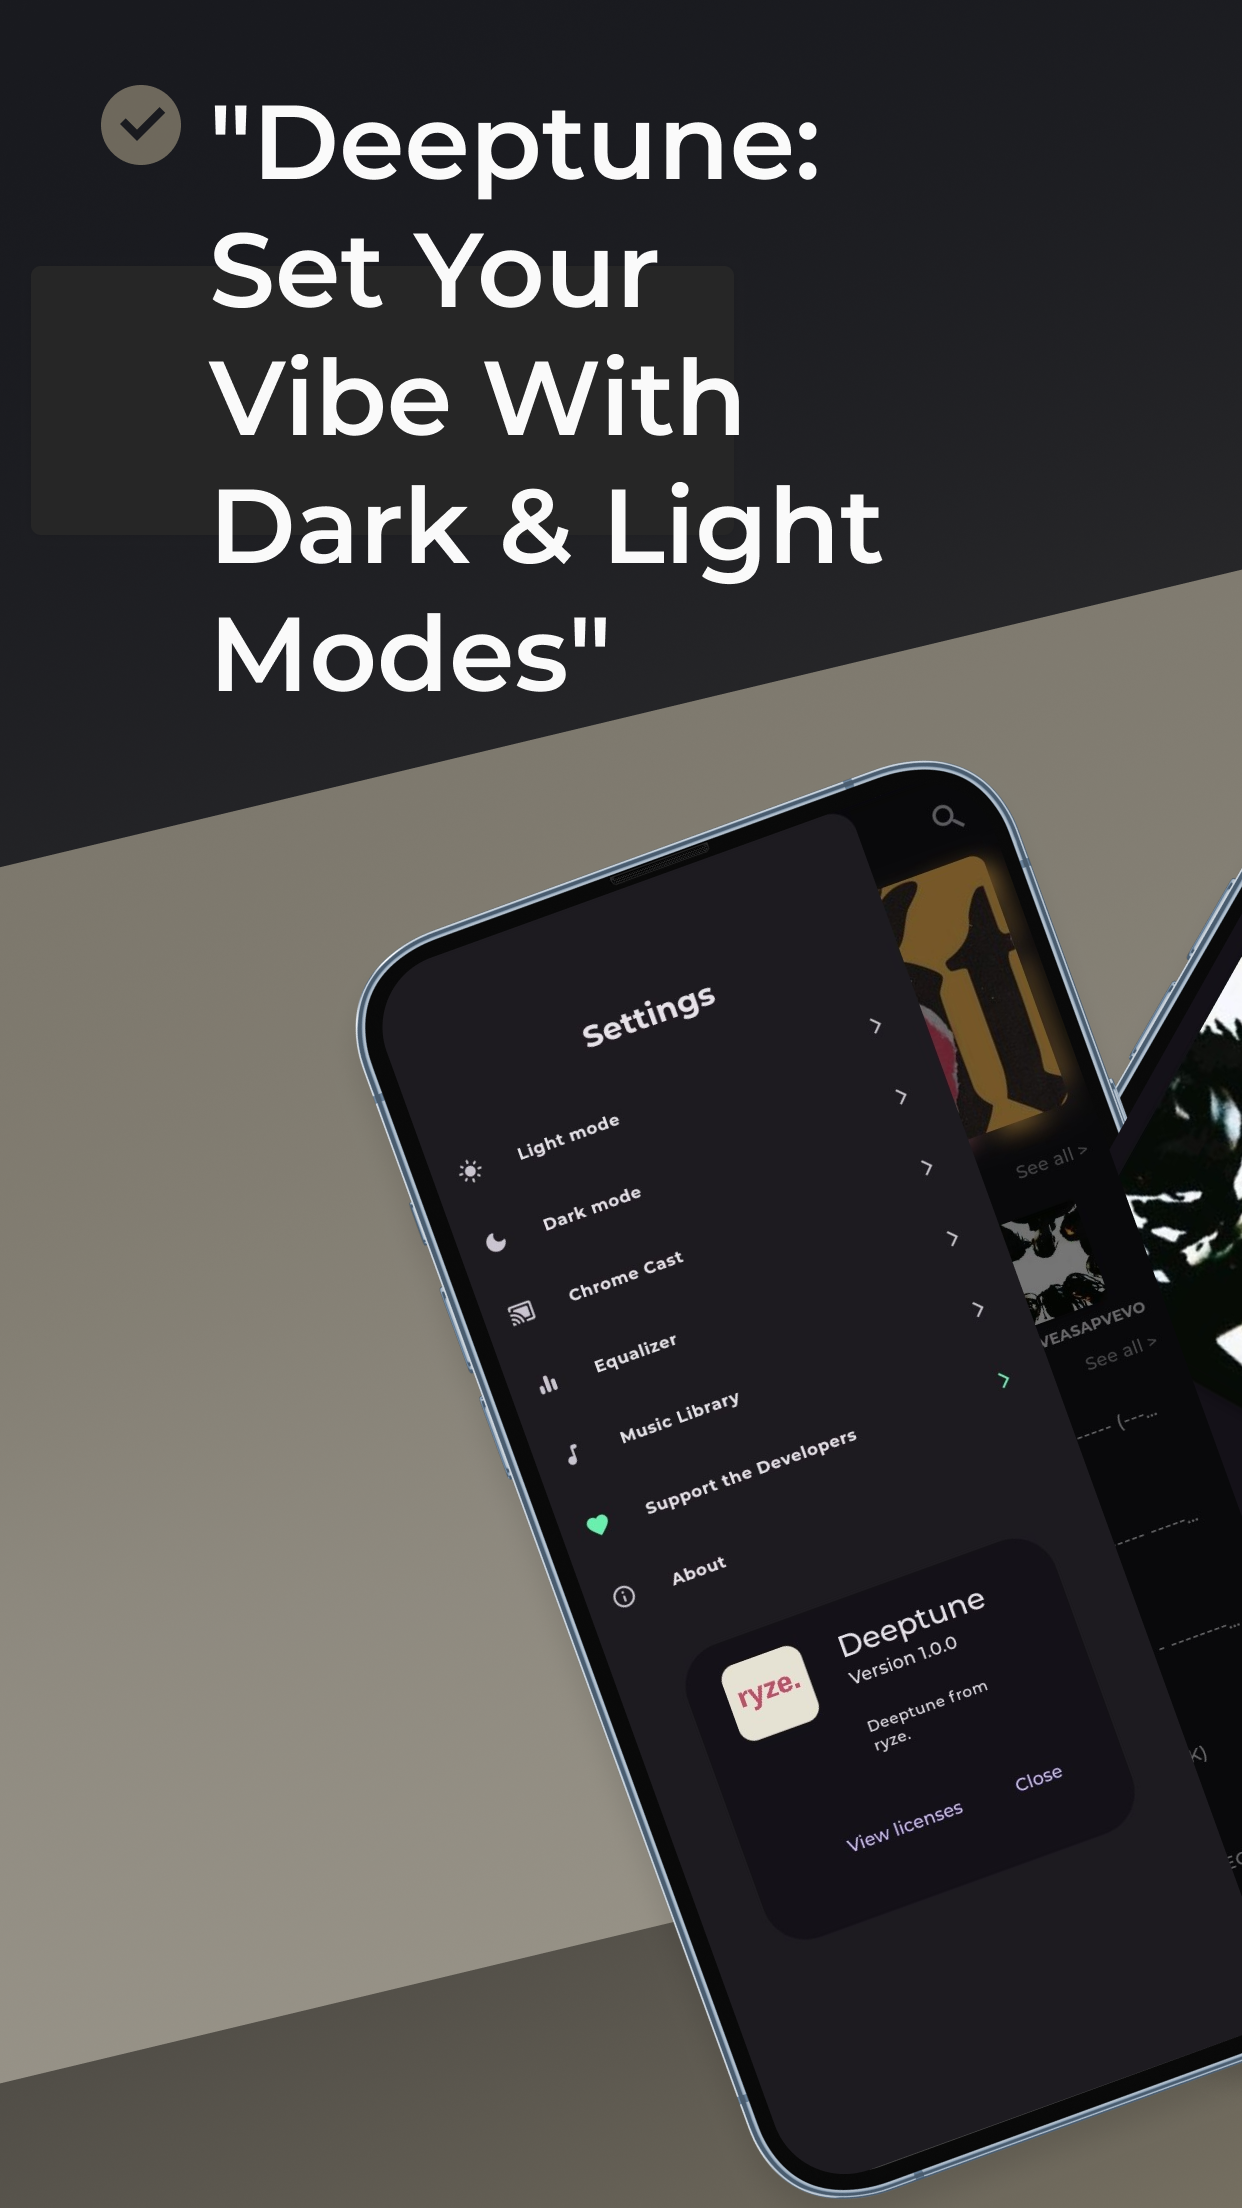 "Deeptune:
Set Your
Vibe With
Dark & Light
Modes"
Settings
Light mode
Dark mode
Chrome Cast
Equalizer
Music Library
Support the Developers
About
Deeptune
Version 1.0.0
Deeptune from
ryze.
ryze.
View licenses
Close
See all >
VEASAPVEVO
See all >